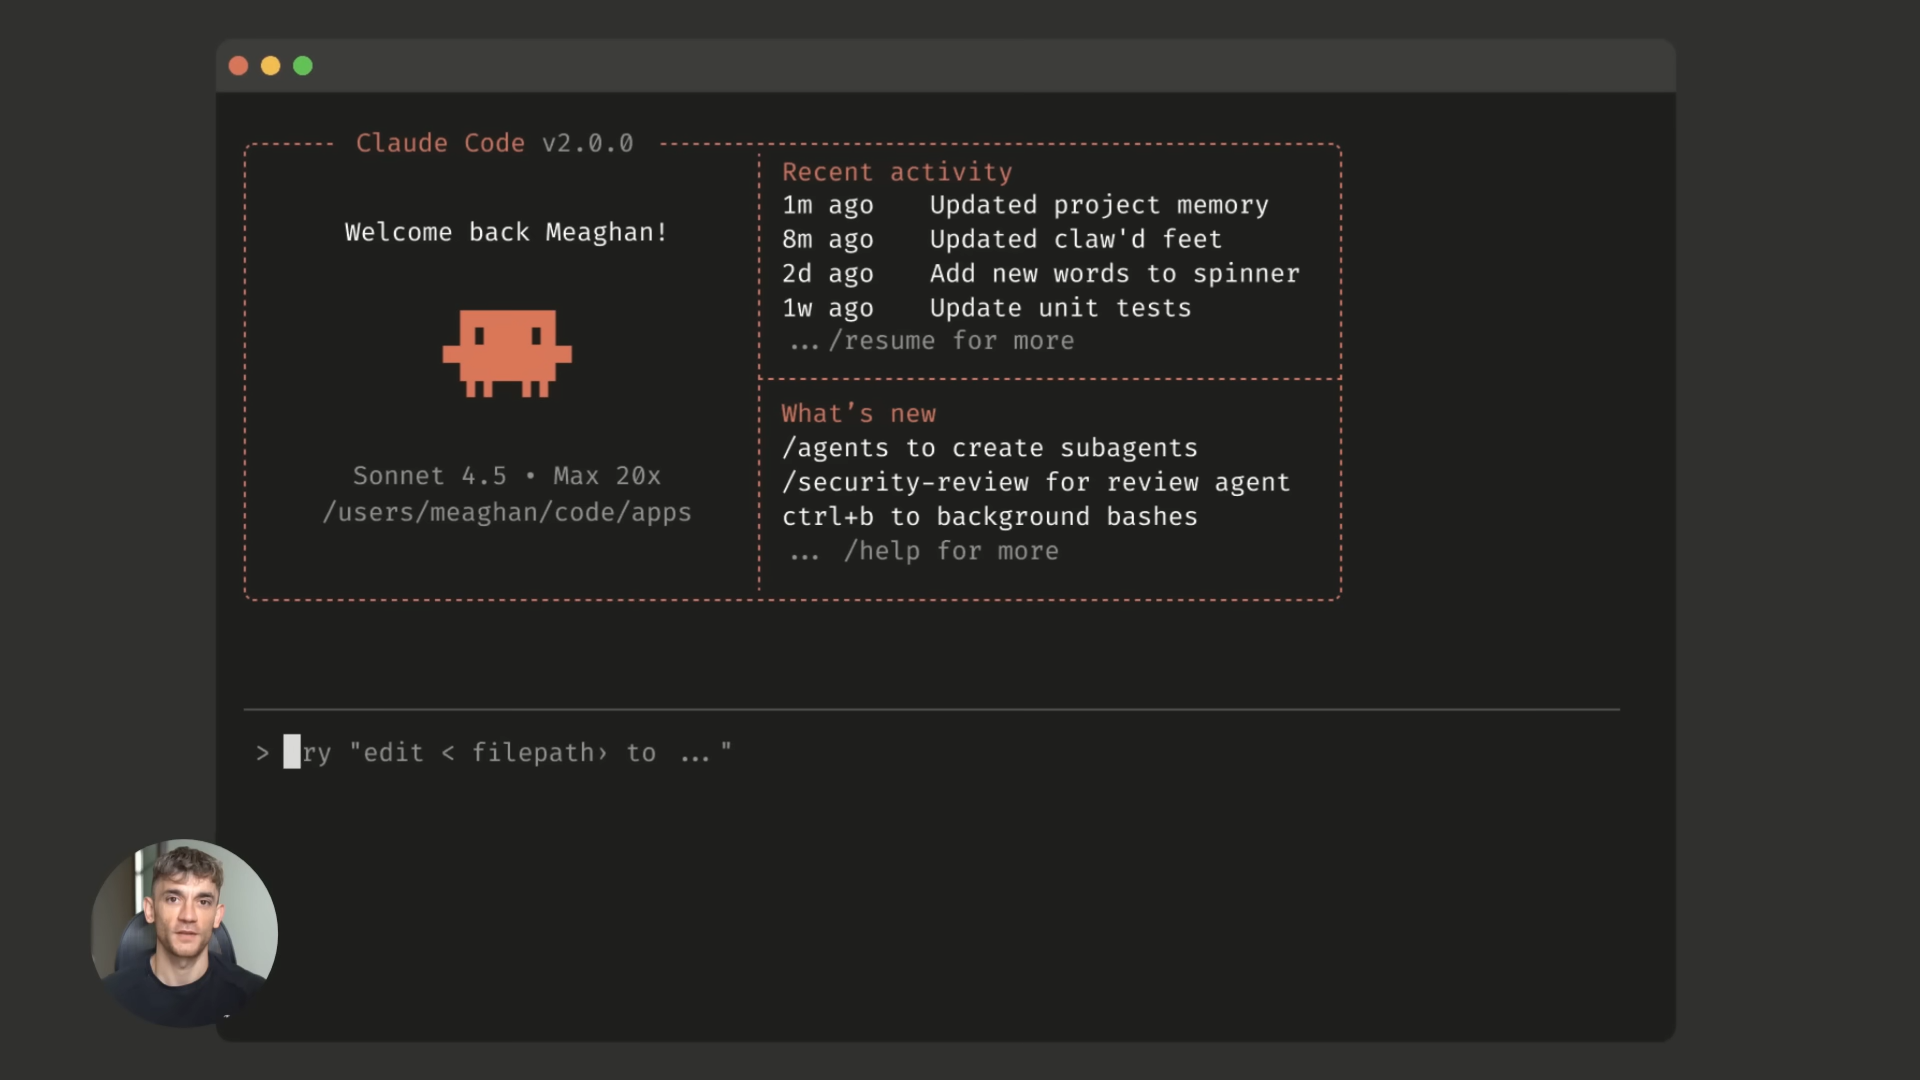 Claude Code v2.0.0
Welcome back Meaghan!
Sonnet 4.5 • Max 20x
/users/meaghan/code/apps
Recent activity
1m ago Updated project memory
8m ago Updated claw'd feet
2d ago Add new words to spinner
1w ago Update unit tests
… /resume for more
What’s new
/agents to create subagents
/security-review for review agent
ctrl+b to background bashes
… /help for more
> ry "edit < filepath› to …"